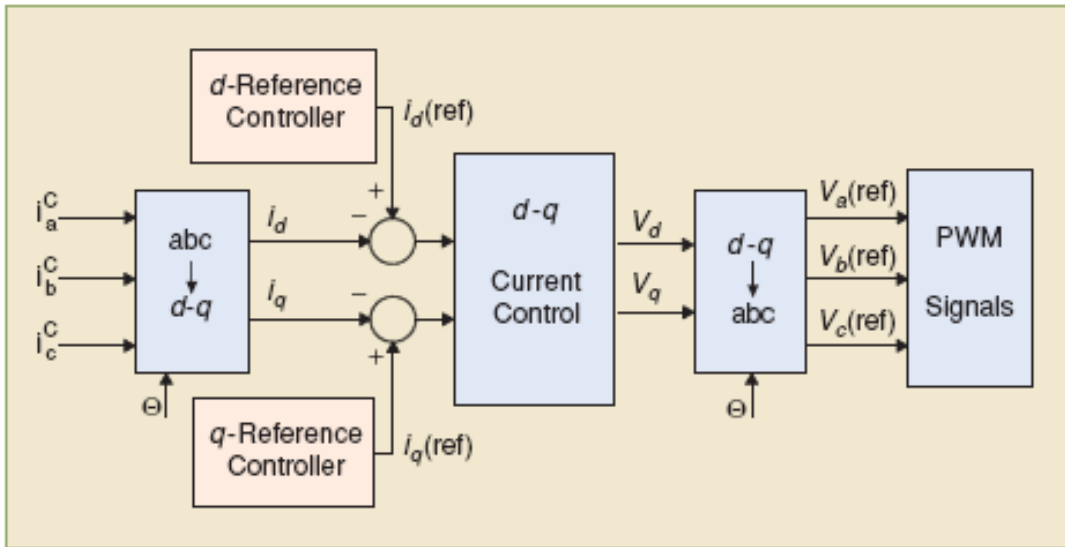 d-Reference
Controller
i_d(ref)
+
−
i_a^C
i_b^C
i_c^C
abc
d-q
Θ
i_d
i_q
−
+
q-Reference
Controller
i_q(ref)
d-q
Current
Control
V_d
V_q
d-q
abc
Θ
V_a(ref)
V_b(ref)
V_c(ref)
PWM
Signals